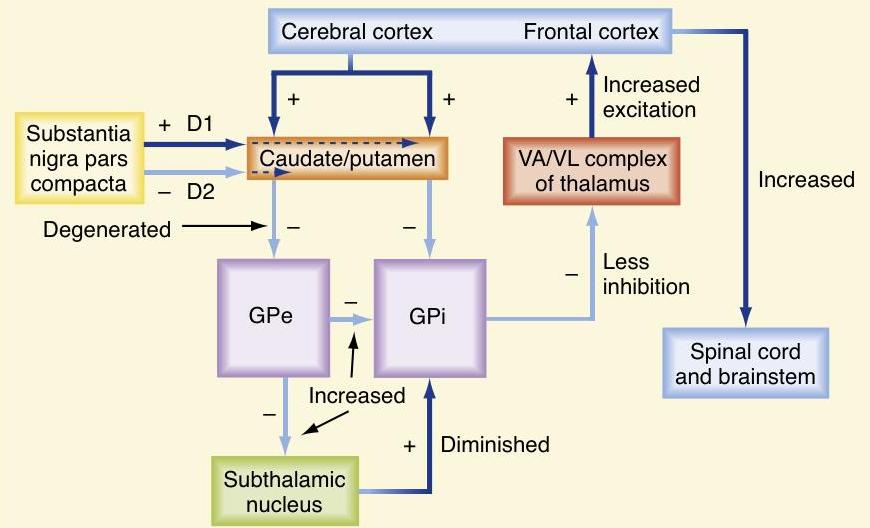 Cerebral cortex
Frontal cortex
+
+
+
Increased
excitation
Substantia
nigra pars
compacta
+ D1
– D2
Caudate/putamen
VA/VL complex
of thalamus
Increased
Degenerated
–
–
Less
inhibition
–
GPe
–
GPi
Spinal cord
and brainstem
Increased
–
+
Diminished
Subthalamic
nucleus